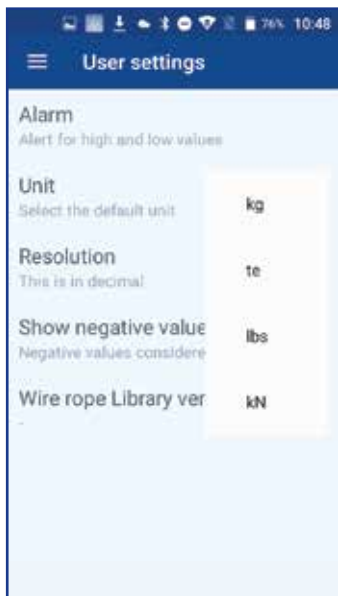 76% 10:48
User settings
Alarm
Alert for high and low values
Unit
Select the default unit
kg
Resolution
This is in decimal
te
Show negative value
Negative values considere
lbs
Wire rope Library ver
kN
-